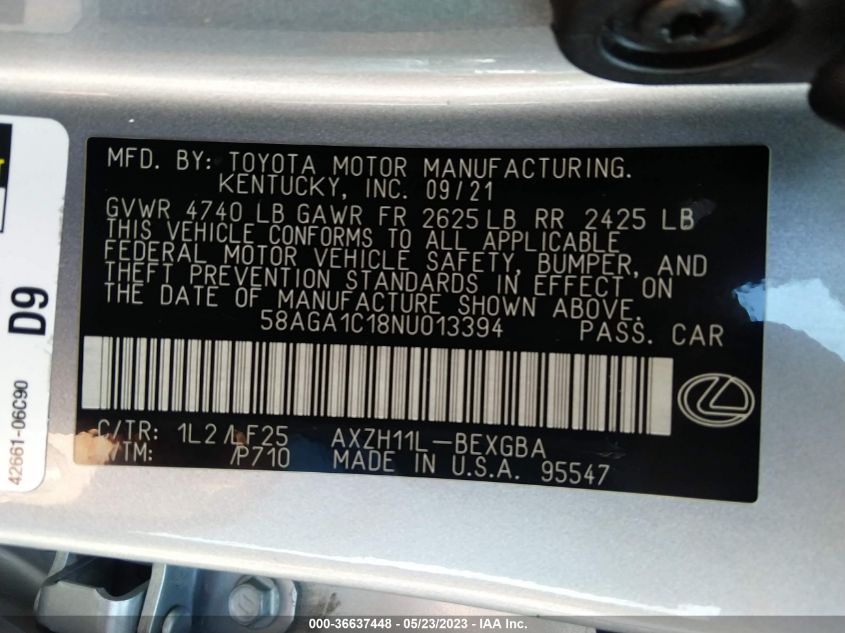 MFD. BY: TOYOTA MOTOR MANUFACTURING.
KENTUCKY, INC. 09/21
GVWR 4740 LB GAWR FR 2625 LB RR 2425 LB
THIS VEHICLE CONFORMS TO ALL APPLICABLE
FEDERAL MOTOR VEHICLE SAFETY, BUMPER, AND
THEFT PREVENTION STANDARDS IN EFFECT ON
THE DATE OF MANUFACTURE SHOWN ABOVE.
58AGA1C18NU013394 PASS. CAR
C/TR: 1L2/LF25 AXZH11L-BEXGBA
/TM: /P710 MADE IN U.S.A. 95547
D9
42661-06C90
000-36637448 - 05/23/2023 - IAA Inc.